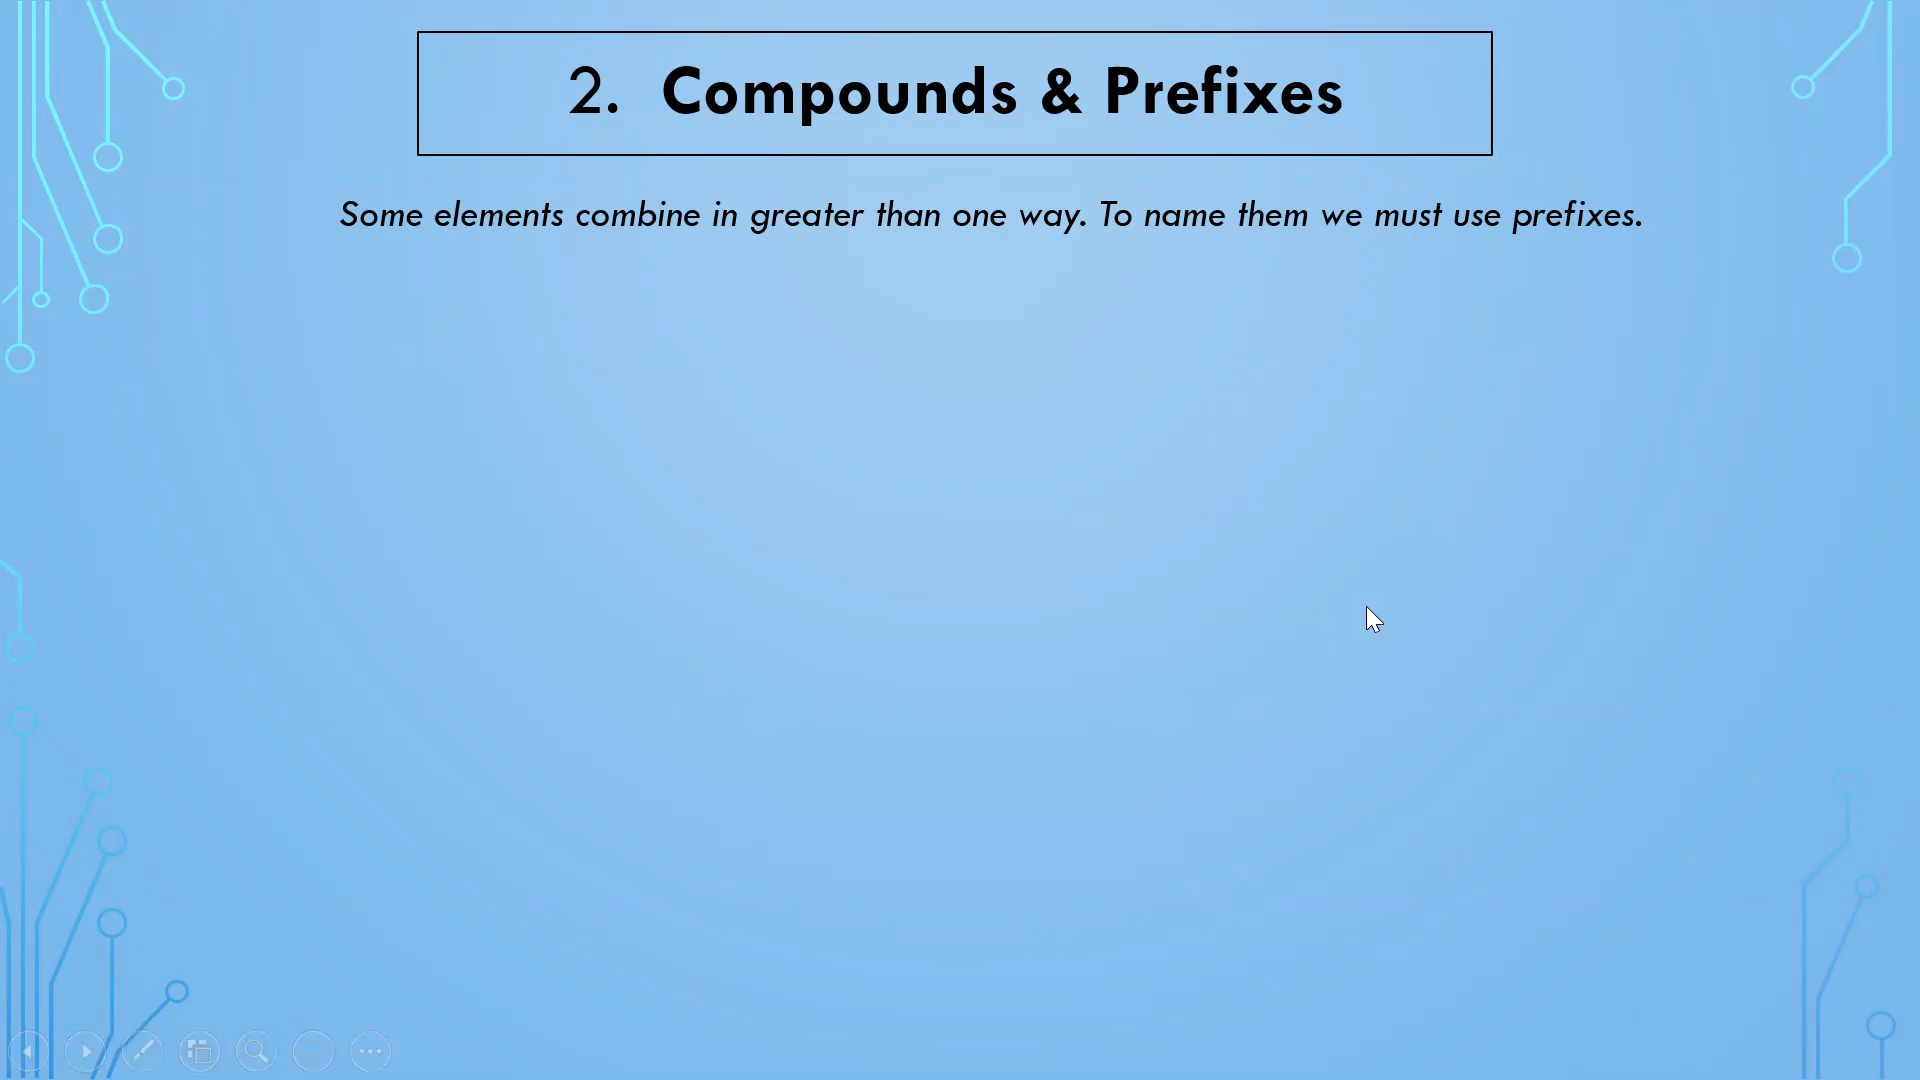 2. Compounds & Prefixes
Some elements combine in greater than one way. To name them we must use prefixes.